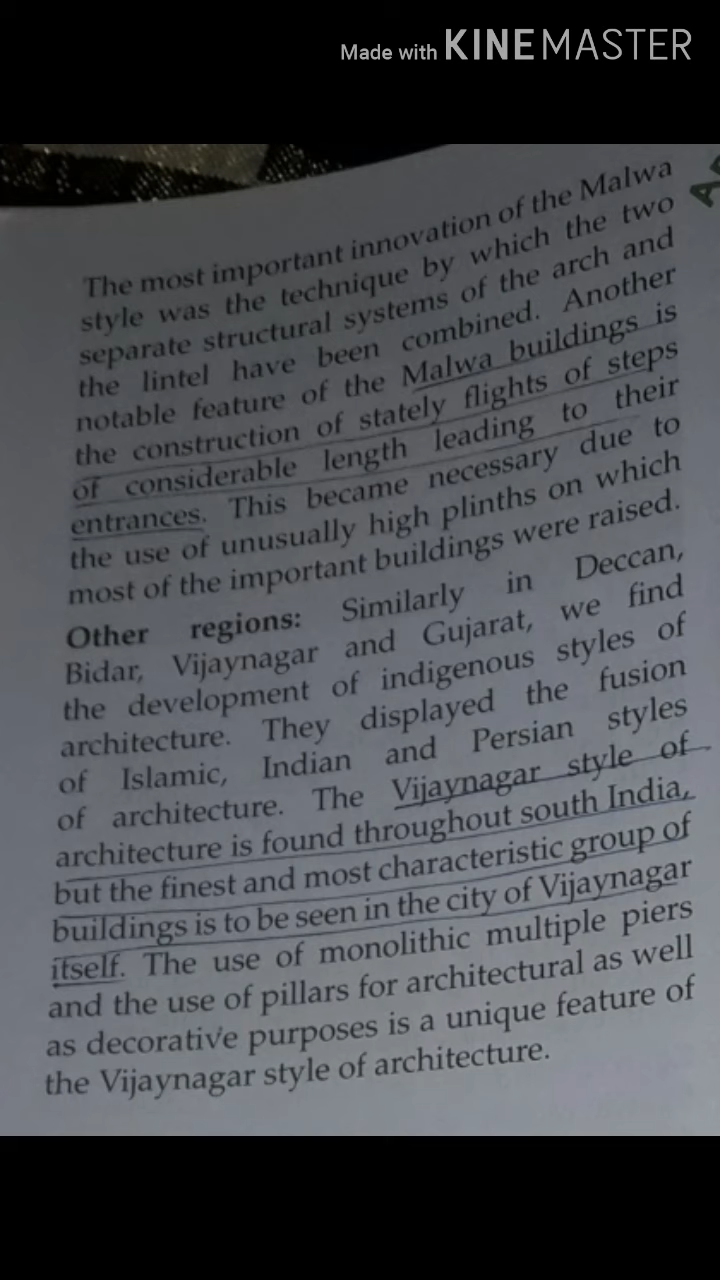 Made with KINEMASTER
The most important innovation of the Malwa
style was the technique by which the two
separate structural systems of the arch and
the lintel have been combined. Another
notable feature of the Malwa buildings is
the construction of stately flights of steps
of considerable length leading to their
entrances. This became necessary due to
the use of unusually high plinths on which
most of the important buildings were raised.
Other regions: Similarly in Deccan,
Bidar, Vijaynagar and Gujarat, we find
the development of indigenous styles of
architecture. They displayed the fusion
of Islamic, Indian and Persian styles
of architecture. The Vijaynagar style of
architecture is found throughout south India,
but the finest and most characteristic group of
buildings is to be seen in the city of Vijaynagar
itself. The use of monolithic multiple piers
and the use of pillars for architectural as well
as decorative purposes is a unique feature of
the Vijaynagar style of architecture.